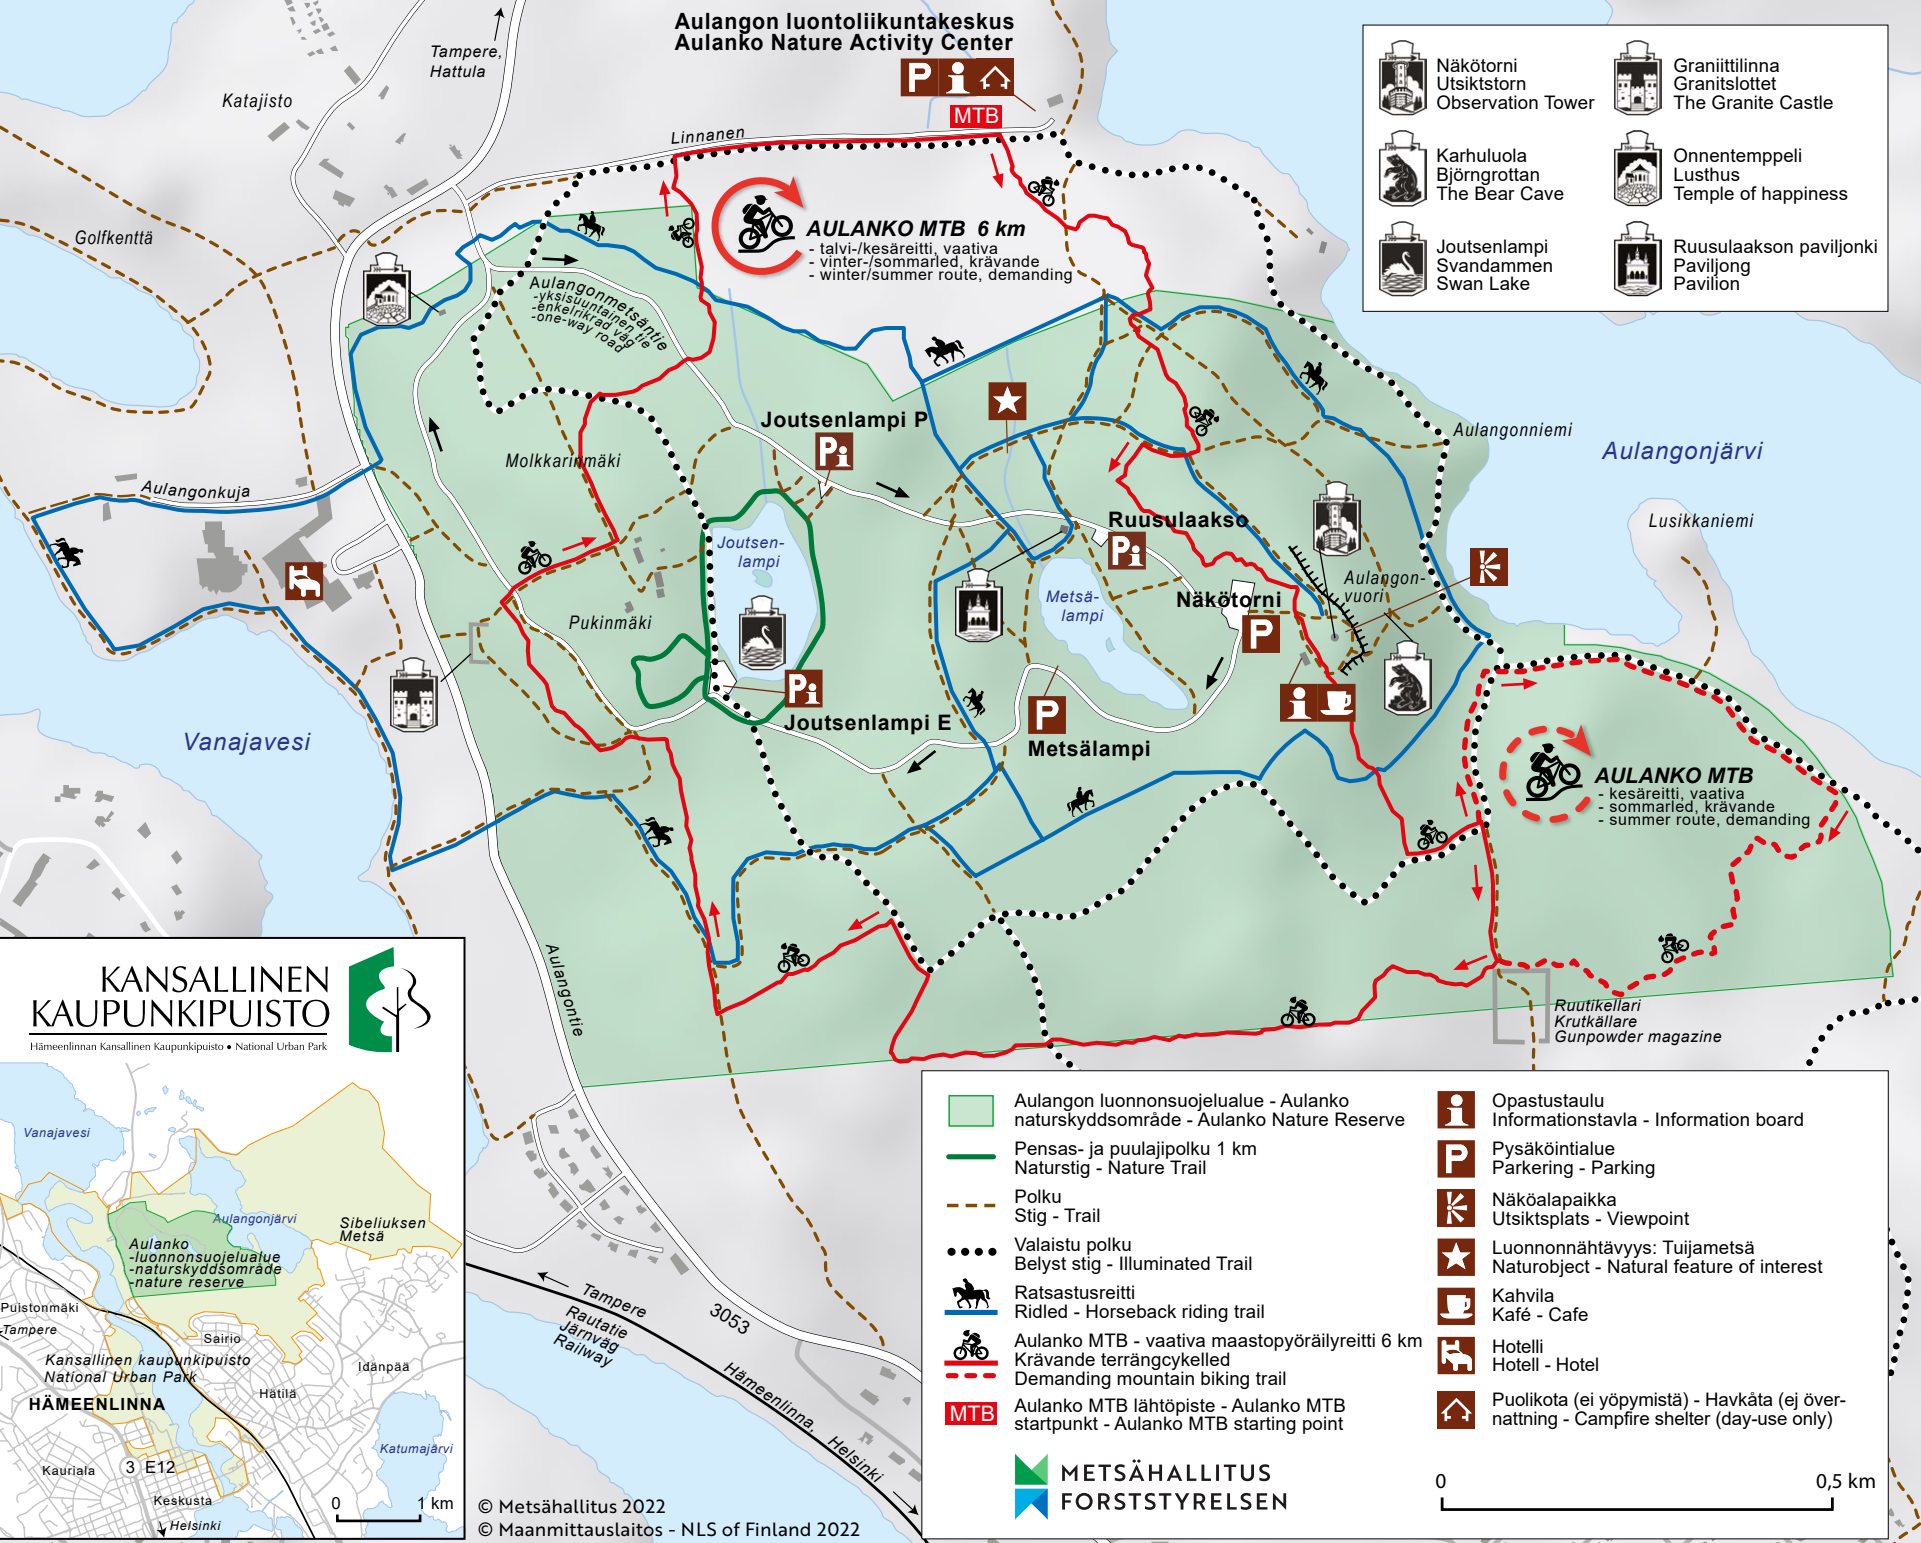 Aulangon luontoliikuntakeskus
Aulanko Nature Activity Center
P
MTB
Tampere,
Hattula
Katajisto
Linnanen
Golfkenttä
AULANKO MTB 6 km
- talvi-/kesäreitti, vaativa
- vinter-/sommarled, krävande
- winter/summer route, demanding
Aulangonmetsäntie
-yksisuuntainen tie
-enkelrikrad väg
-one-way road
Näkötorni
Utsiktstorn
Observation Tower
Graniittilinna
Granitslottet
The Granite Castle
Karhuluola
Björngrottan
The Bear Cave
Onnentemppeli
Lusthus
Temple of happiness
Joutsenlampi
Svandammen
Swan Lake
Ruusulaakson paviljonki
Paviljong
Pavilion
Joutsenlampi P
P
Molkkarinmäki
Aulangonkuja
Aulangonniemi
Aulangonjärvi
Lusikkaniemi
Joutsen-
lampi
Ruusulaakso
P
Metsä-
lampi
Aulangon-
vuori
Näkötorni
P
Pukinmäki
P
Joutsenlampi E
P
Metsälampi
Vanajavesi
AULANKO MTB
- kesäreitti, vaativa
- sommarled, krävande
- summer route, demanding
Aulangontie
Ruutikellari
Krutkällare
Gunpowder magazine
KANSALLINEN
KAUPUNKIPUISTO
Hämeenlinnan Kansallinen Kaupunkipuisto • National Urban Park
Vanajavesi
Aulangonjärvi
Sibeliuksen
Metsä
Aulanko
-luonnonsuojelualue
-naturskyddsområde
-nature reserve
Puistonmäki
Tampere
Sairio
Kansallinen kaupunkipuisto
National Urban Park
Idänpää
Hätilä
HÄMEENLINNA
Katumajärvi
Kauriala
3 E12
Keskusta
Helsinki
0 1 km
Tampere
Rautatie
Järnväg
Railway
3053
Hämeenlinna, Helsinki
© Metsähallitus 2022
© Maanmittauslaitos - NLS of Finland 2022
Aulangon luonnonsuojelualue - Aulanko
naturskyddsområde - Aulanko Nature Reserve
Pensas- ja puulajipolku 1 km
Naturstig - Nature Trail
Polku
Stig - Trail
Valaistu polku
Belyst stig - Illuminated Trail
Ratsastusreitti
Ridled - Horseback riding trail
Aulanko MTB - vaativa maastopyöräilyreitti 6 km
Krävande terrängcykelled
Demanding mountain biking trail
MTB
Aulanko MTB lähtöpiste - Aulanko MTB
startpunkt - Aulanko MTB starting point
METSÄHALLITUS
FORSTSTYRELSEN
Opastustaulu
Informationstavla - Information board
P
Pysäköintialue
Parkering - Parking
Näköalapaikka
Utsiktsplats - Viewpoint
Luonnonnähtävyys: Tuijametsä
Naturobject - Natural feature of interest
Kahvila
Kafé - Cafe
Hotelli
Hotell - Hotel
Puolikota (ei yöpymistä) - Havkåta (ej över-
nattning - Campfire shelter (day-use only)
0 0,5 km